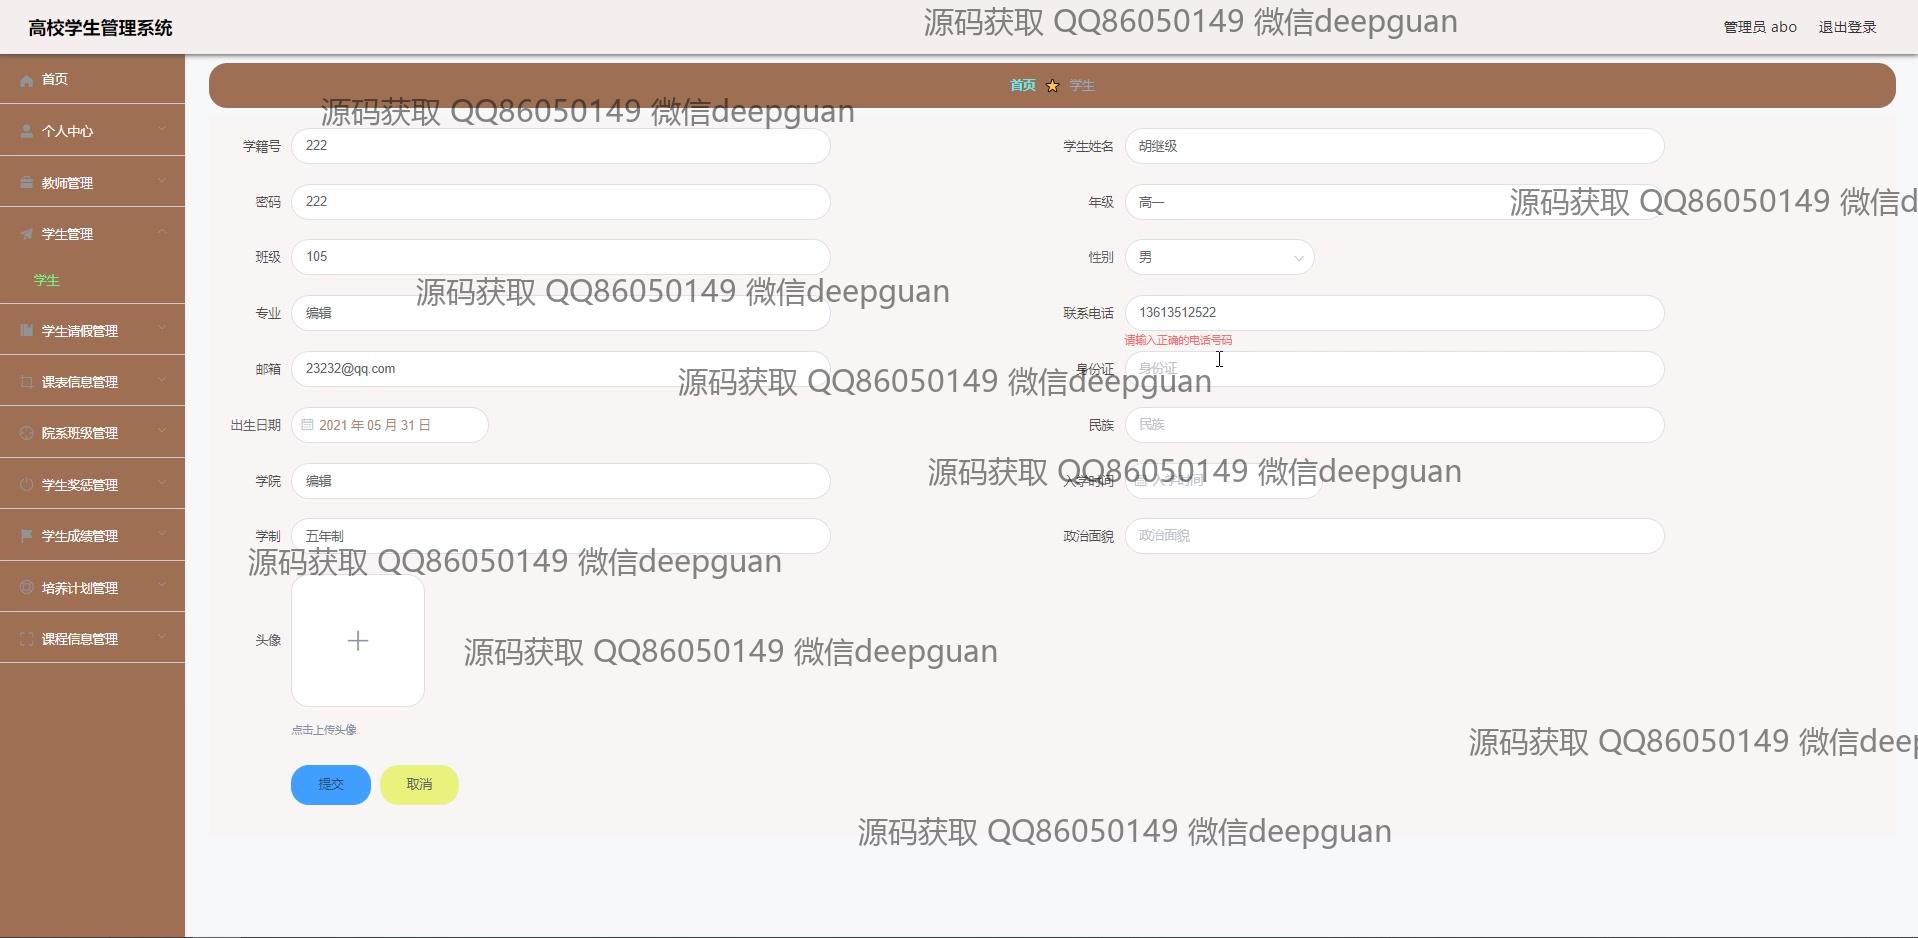 高校学生管理系统
源码获取 QQ86050149 微信deepguan
管理员 abo 退出登录
首页
个人中心
教师管理
学生管理
学生
学生请假管理
课表信息管理
院系班级管理
学生奖惩管理
学生成绩管理
培养计划管理
课程信息管理
首页 学生
源码获取 QQ86050149 微信deepguan
学籍号 222
学生姓名 胡继级
密码 222
年级 高一
源码获取 QQ86050149 微信d
班级 105
性别 男
源码获取 QQ86050149 微信deepguan
专业 编辑
联系电话 13613512522
请输入正确的电话号码
邮箱 23232@qq.com
身份证 身份证
源码获取 QQ86050149 微信deepguan
出生日期 2021 年 05 月 31 日
民族 民族
源码获取 QQ86050149 微信deepguan
学院 编辑
入学时间 入学时间
学制 五年制
政治面貌 政治面貌
源码获取 QQ86050149 微信deepguan
头像
源码获取 QQ86050149 微信deepguan
点击上传头像
源码获取 QQ86050149 微信deep
提交 取消
源码获取 QQ86050149 微信deepguan